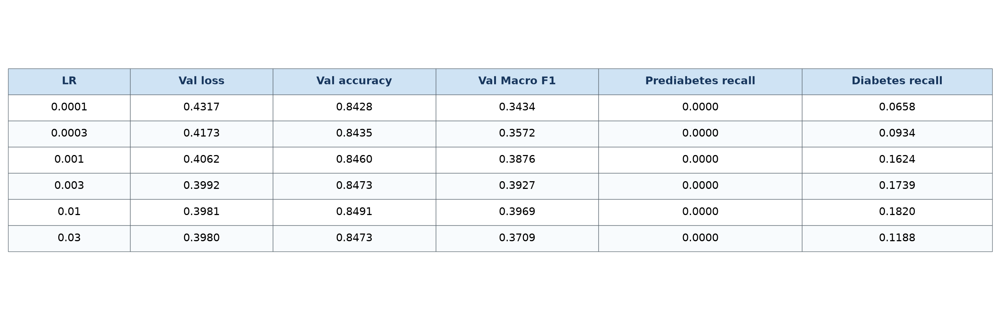 LR Val loss Val accuracy Val Macro F1 Prediabetes recall Diabetes recall
0.0001 0.4317 0.8428 0.3434 0.0000 0.0658
0.0003 0.4173 0.8435 0.3572 0.0000 0.0934
0.001 0.4062 0.8460 0.3876 0.0000 0.1624
0.003 0.3992 0.8473 0.3927 0.0000 0.1739
0.01 0.3981 0.8491 0.3969 0.0000 0.1820
0.03 0.3980 0.8473 0.3709 0.0000 0.1188